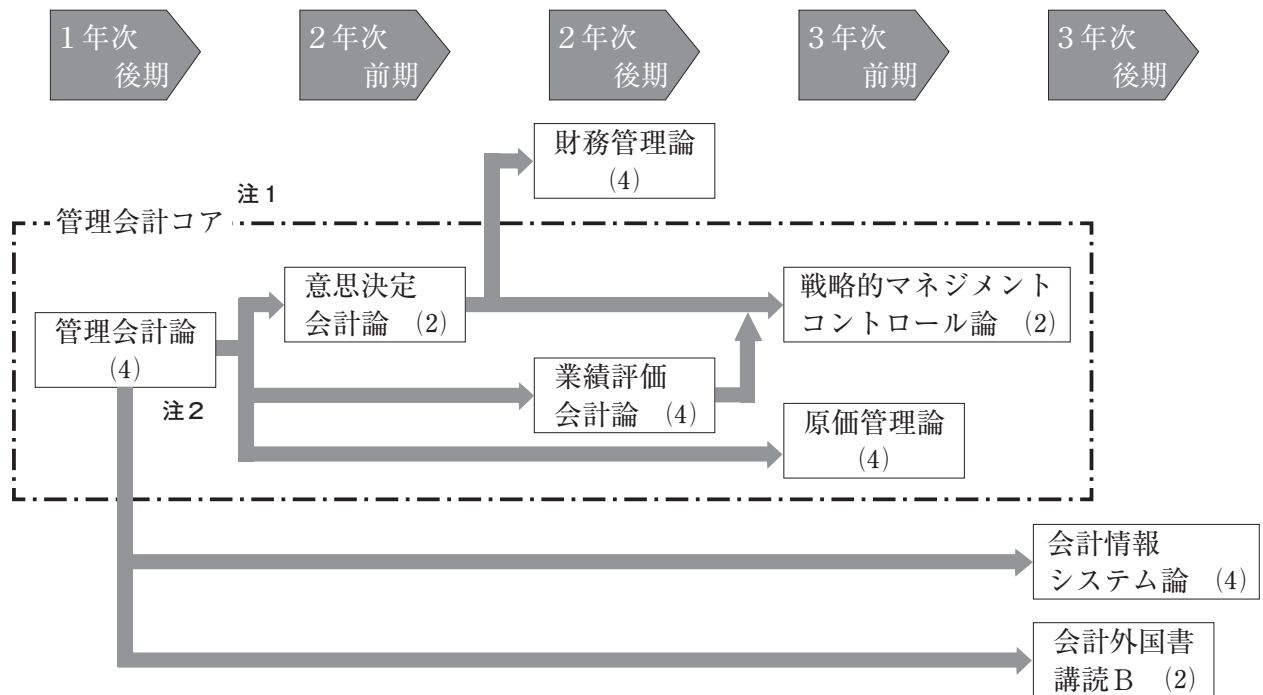 1年次
後期
2年次
前期
2年次
後期
3年次
前期
3年次
後期
財務管理論
(4)
注1
管理会計コア
意思決定
会計論 (2)
戦略的マネジメント
コントロール論 (2)
管理会計論
(4)
注2
業績評価
会計論 (4)
原価管理論
(4)
会計情報
システム論 (4)
会計外国書
講読B (2)